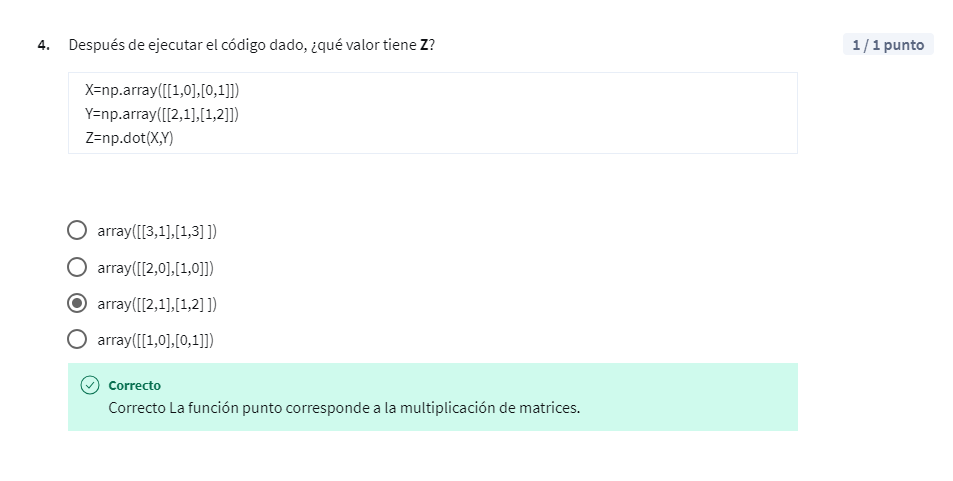 4. Después de ejecutar el código dado, ¿qué valor tiene Z?
1 / 1 punto
X=np.array([[1,0],[0,1]])
Y=np.array([[2,1],[1,2]])
Z=np.dot(X,Y)
array([[3,1],[1,3] ])
array([[2,0],[1,0]])
array([[2,1],[1,2] ])
array([[1,0],[0,1]])
Correcto
Correcto La función punto corresponde a la multiplicación de matrices.